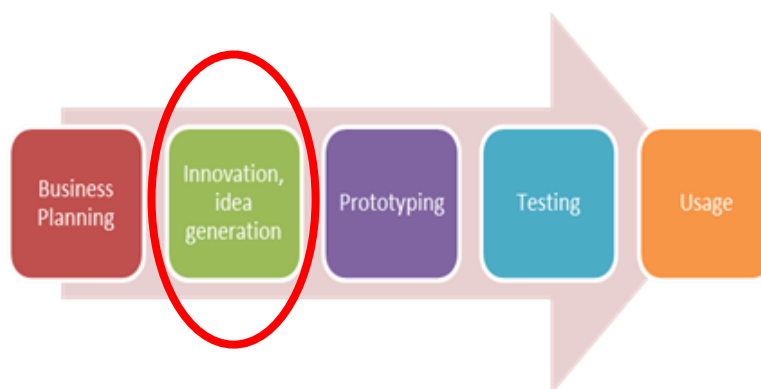 Business
Planning
Innovation,
idea
generation
Prototyping
Testing
Usage